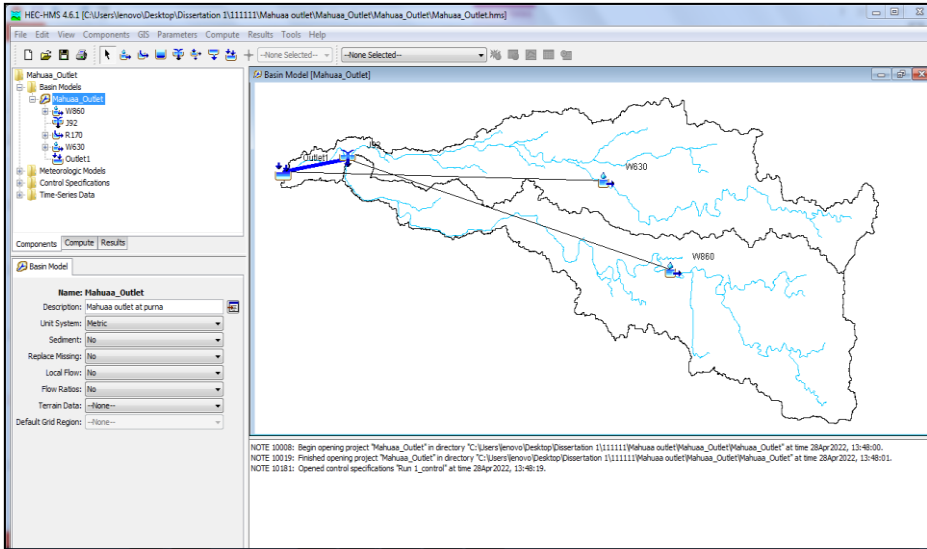 HEC-HMS 4.6.1 [C:\Users\lenovo\Desktop\Dissertation 1\111111\Mahuaa outlet\Mahuaa_Outlet\Mahuaa_Outlet\Mahuaa_Outlet.hms]
File Edit View Components GIS Parameters Compute Results Tools Help
--None Selected-- --None Selected--
Mahuaa_Outlet
Basin Models
Mahuaa_Outlet
W860
J92
R170
W630
Outlet1
Meteorologic Models
Control Specifications
Time-Series Data
Components Compute Results
Basin Model
Name: Mahuaa_Outlet
Description: Mahuaa outlet at purna
Unit System: Metric
Sediment: No
Replace Missing: No
Local Flow: No
Flow Ratios: No
Terrain Data: --None--
Default Grid Region: --None--
Basin Model [Mahuaa_Outlet]
J92
Outlet1
W630
W860
NOTE 10008: Begin opening project "Mahuaa_Outlet" in directory "C:\Users\lenovo\Desktop\Dissertation 1\111111\Mahuaa outlet\Mahuaa_Outlet\Mahuaa_Outlet" at time 28Apr2022, 13:48:00.
NOTE 10019: Finished opening project "Mahuaa_Outlet" in directory "C:\Users\lenovo\Desktop\Dissertation 1\111111\Mahuaa outlet\Mahuaa_Outlet\Mahuaa_Outlet" at time 28Apr2022, 13:48:01.
NOTE 10181: Opened control specifications "Run 1_control" at time 28Apr2022, 13:48:19.